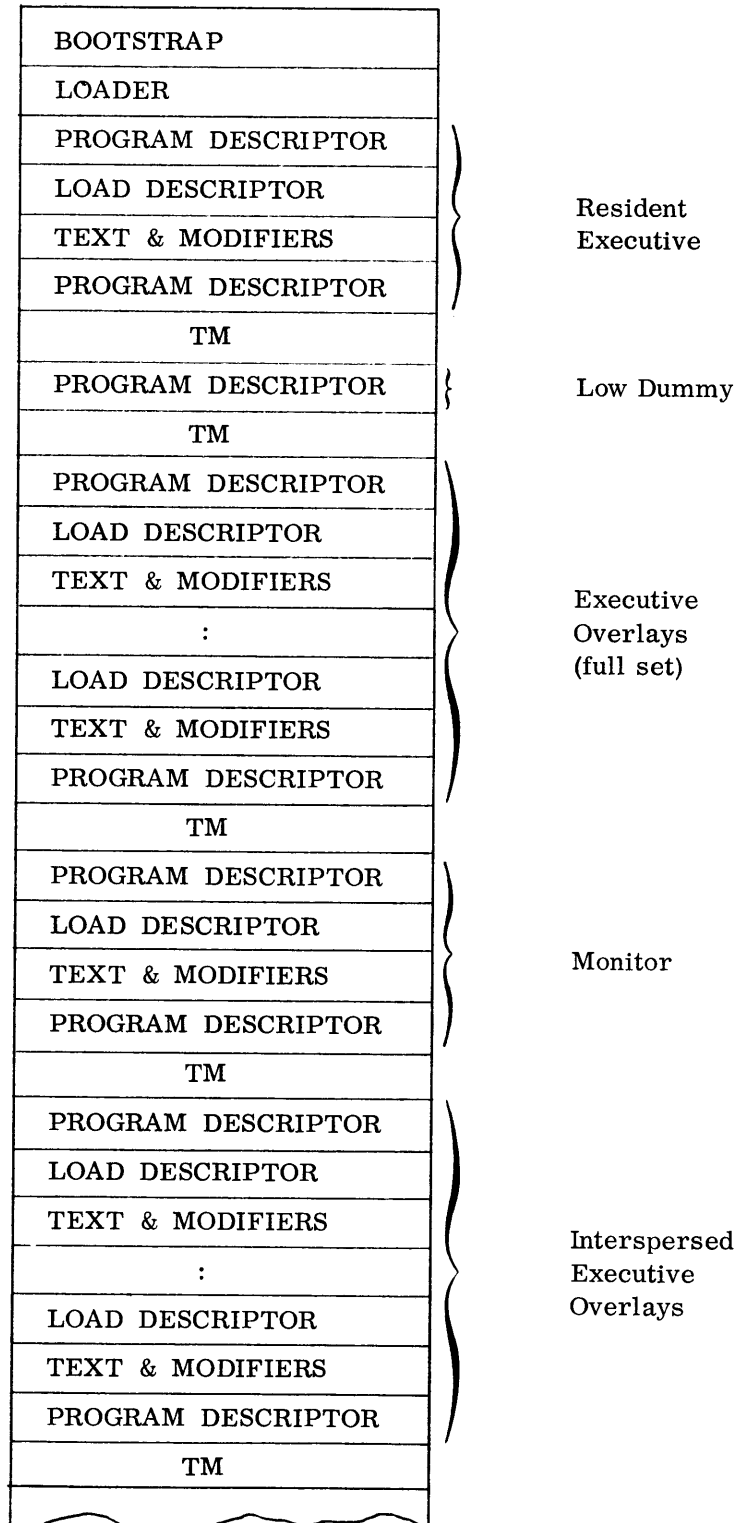 BOOTSTRAP
LOADER
PROGRAM DESCRIPTOR
LOAD DESCRIPTOR
TEXT & MODIFIERS
PROGRAM DESCRIPTOR
Resident
Executive
TM
PROGRAM DESCRIPTOR
Low Dummy
TM
PROGRAM DESCRIPTOR
LOAD DESCRIPTOR
TEXT & MODIFIERS
:
LOAD DESCRIPTOR
TEXT & MODIFIERS
PROGRAM DESCRIPTOR
Executive
Overlays
(full set)
TM
PROGRAM DESCRIPTOR
LOAD DESCRIPTOR
TEXT & MODIFIERS
PROGRAM DESCRIPTOR
Monitor
TM
PROGRAM DESCRIPTOR
LOAD DESCRIPTOR
TEXT & MODIFIERS
:
LOAD DESCRIPTOR
TEXT & MODIFIERS
PROGRAM DESCRIPTOR
Interspersed
Executive
Overlays
TM